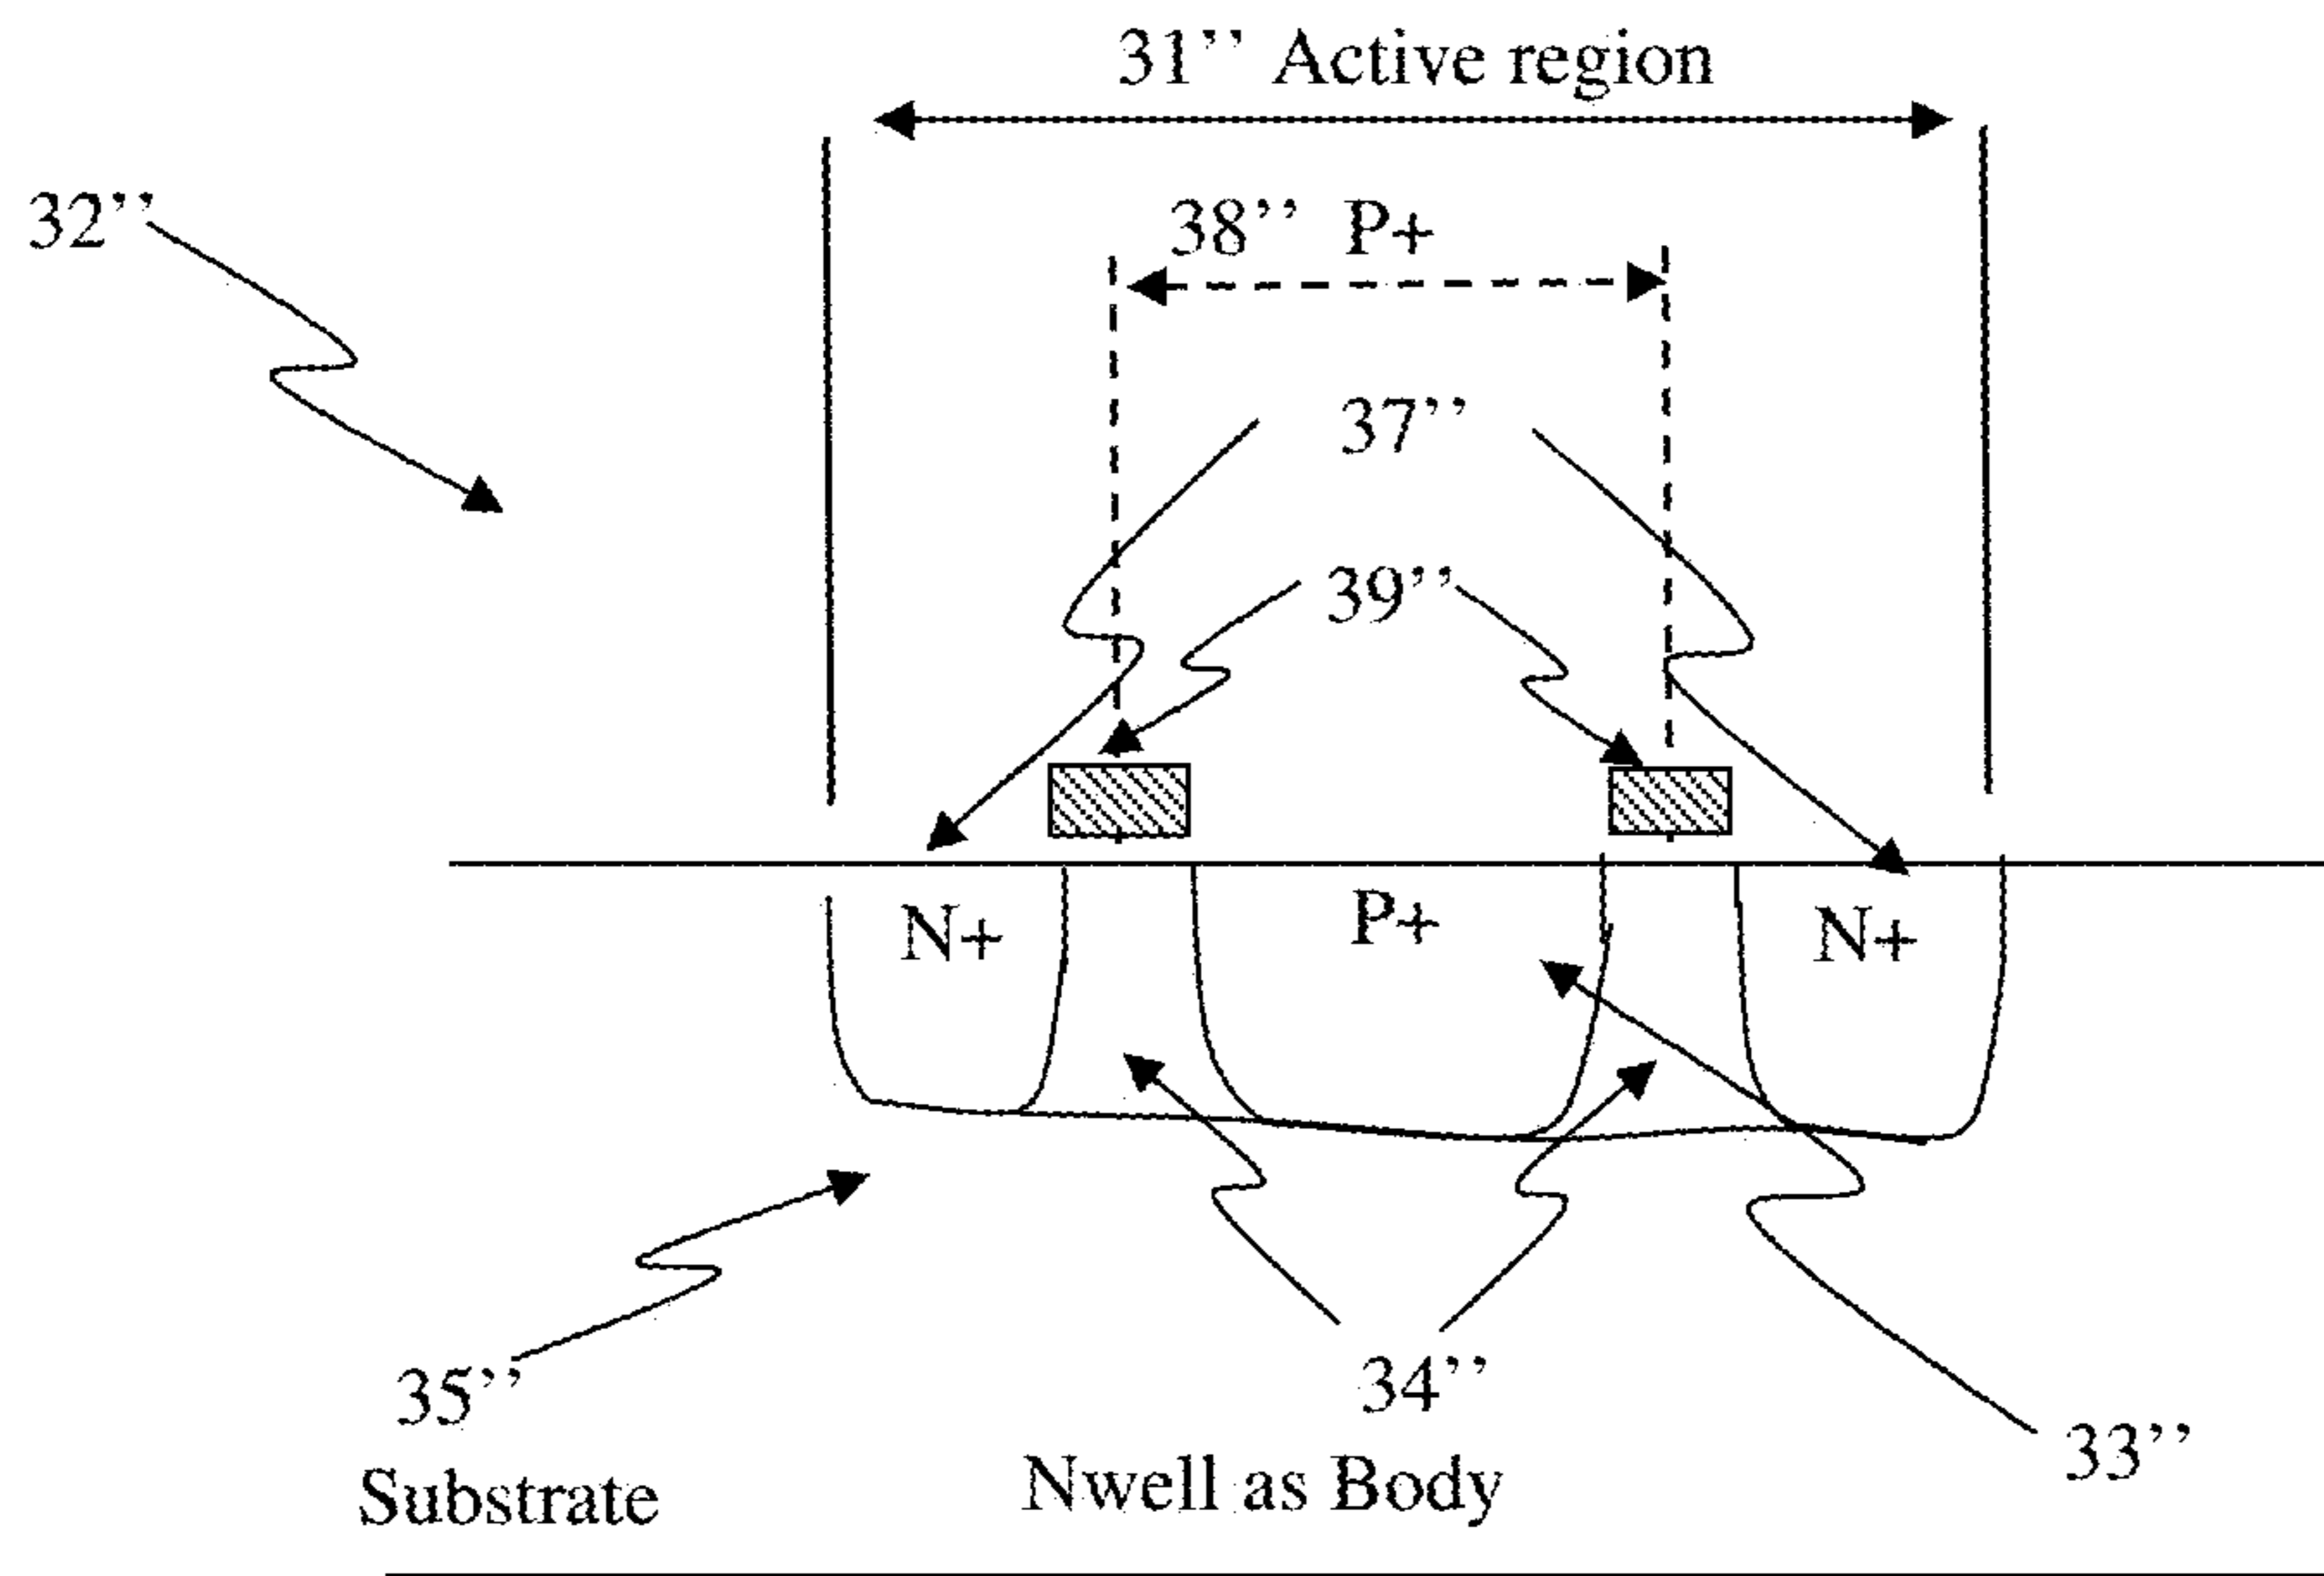 31’’ Active region
32’’
38’’ P+
37’’
39’’
N+ P+ N+
34’’
35’’
33’’
Substrate
Nwell as Body